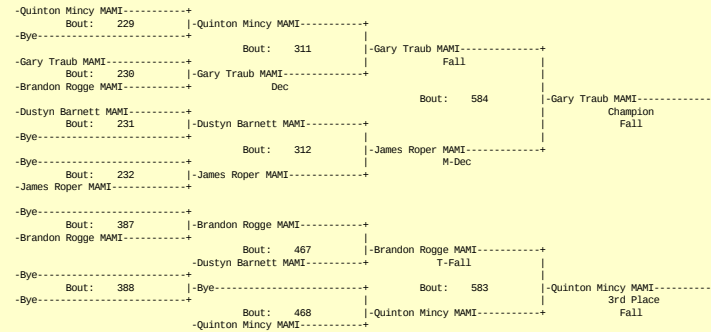 -Quinton Mincy MAMI-----------+
Bout: 229 |-Quinton Mincy MAMI-----------+
-Bye--------------------------+ |
Bout: 311 |-Gary Traub MAMI-------------+
-Gary Traub MAMI--------------+ | Fall |
Bout: 230 |-Gary Traub MAMI--------------+ |
-Brandon Rogge MAMI-----------+ Dec |
Bout: 584 |-Gary Traub MAMI-------------
-Dustyn Barnett MAMI----------+ | Champion
Bout: 231 |-Dustyn Barnett MAMI----------+ | Fall
-Bye--------------------------+ | |
Bout: 312 |-James Roper MAMI------------+
-Bye--------------------------+ | M-Dec
Bout: 232 |-James Roper MAMI-------------+
-James Roper MAMI-------------+
-Bye--------------------------+
Bout: 387 |-Brandon Rogge MAMI-----------+
-Brandon Rogge MAMI-----------+ |
Bout: 467 |-Brandon Rogge MAMI----------+
-Dustyn Barnett MAMI----------+ T-Fall |
-Bye--------------------------+ |
Bout: 388 |-Bye--------------------------+ Bout: 583 |-Quinton Mincy MAMI----------
-Bye--------------------------+ | | 3rd Place
Bout: 468 |-Quinton Mincy MAMI----------+ Fall
-Quinton Mincy MAMI-----------+